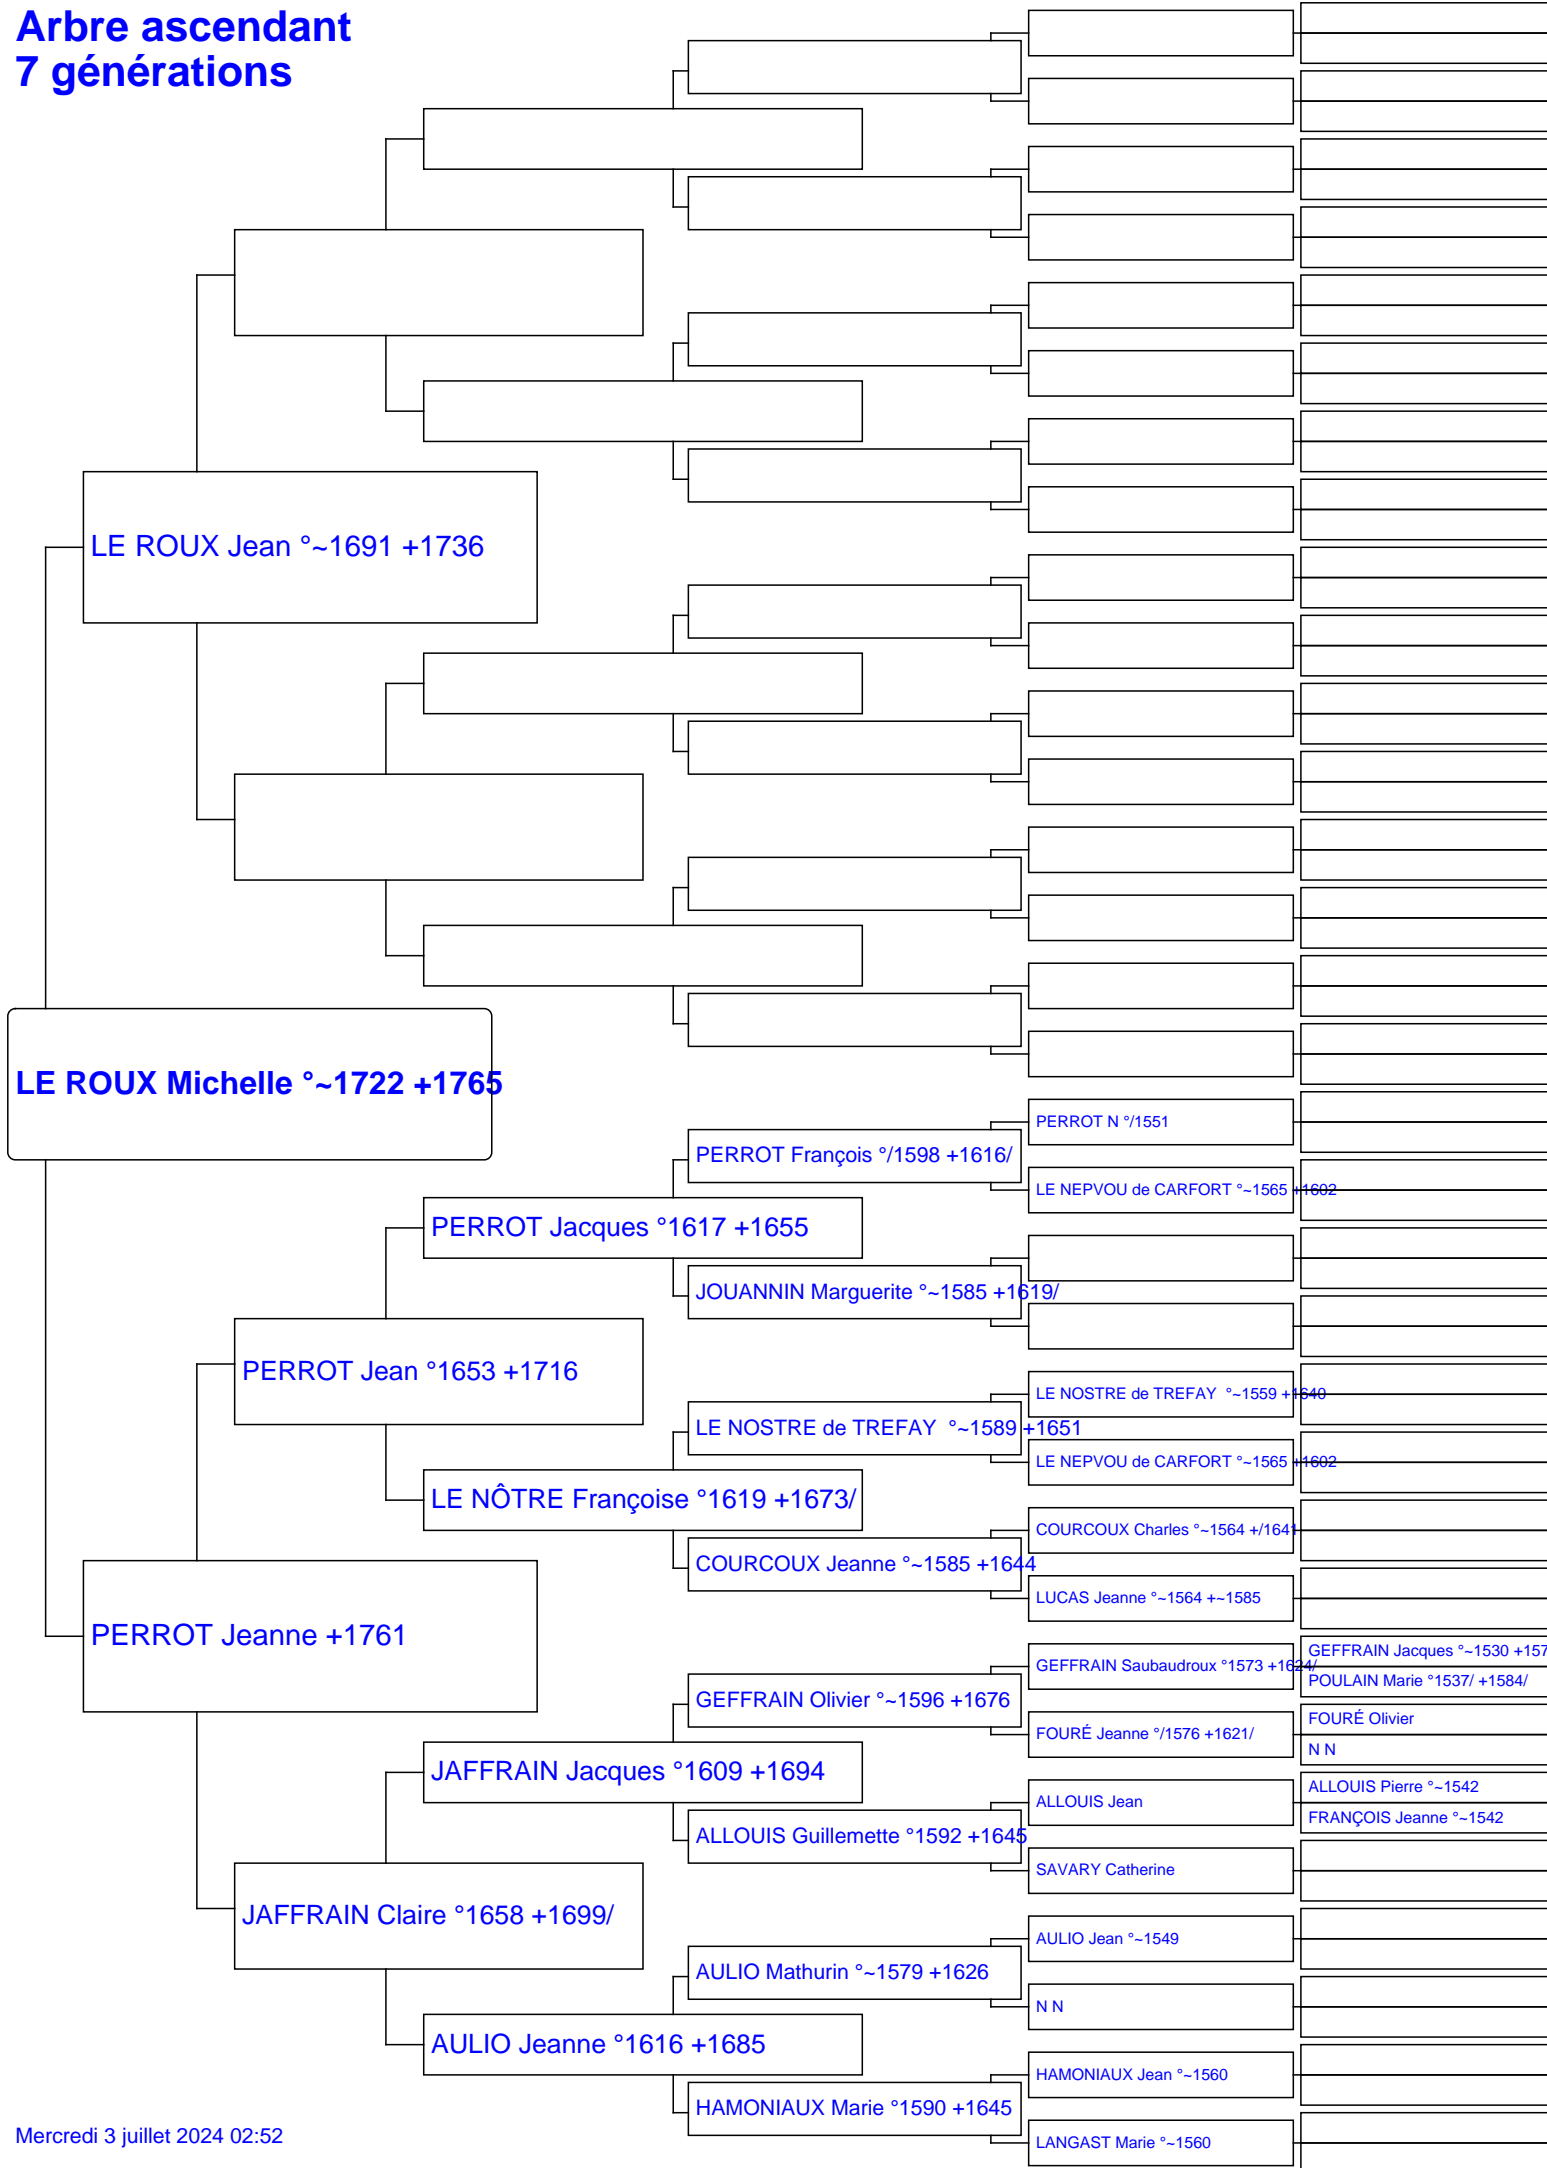 Arbre ascendant
7 générations
LE ROUX Jean °~1691 +1736
LE ROUX Michelle °~1722 +1765
PERROT N °/1551
PERROT François °/1598 +1616/
LE NEPVOU de CARFORT °~1565 +1602
PERROT Jacques °1617 +1655
JOUANNIN Marguerite °~1585 +1619/
PERROT Jean °1653 +1716
LE NOSTRE de TREFAY °~1559 +1640
LE NOSTRE de TREFAY °~1589 +1651
LE NEPVOU de CARFORT °~1565 +1602
LE NÔTRE Françoise °1619 +1673/
COURCOUX Charles °~1564 +/1641
COURCOUX Jeanne °~1585 +1644
LUCAS Jeanne °~1564 +~1585
PERROT Jeanne +1761
GEFFRAIN Jacques °~1530 +157
GEFFRAIN Saubaudroux °1573 +1624/
POULAIN Marie °1537/ +1584/
GEFFRAIN Olivier °~1596 +1676
FOURÉ Olivier
FOURÉ Jeanne °/1576 +1621/
N N
JAFFRAIN Jacques °1609 +1694
ALLOUIS Pierre °~1542
ALLOUIS Jean
FRANÇOIS Jeanne °~1542
ALLOUIS Guillemette °1592 +1645
SAVARY Catherine
JAFFRAIN Claire °1658 +1699/
AULIO Jean °~1549
AULIO Mathurin °~1579 +1626
N N
AULIO Jeanne °1616 +1685
HAMONIAUX Jean °~1560
HAMONIAUX Marie °1590 +1645
LANGAST Marie °~1560
Mercredi 3 juillet 2024 02:52